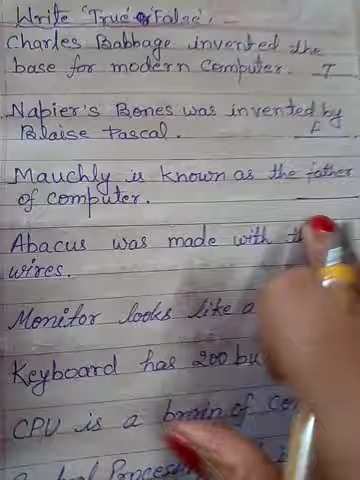 Write 'True' or 'False'.
Charles Babbage invented the
base for modern computer. T
Napier's Bones was invented by
Blaise Pascal. F
Mauchly is known as the father
of computer.
Abacus was made with
wires.
Monitor looks like a
Keyboard has 200
CPU is a brain of